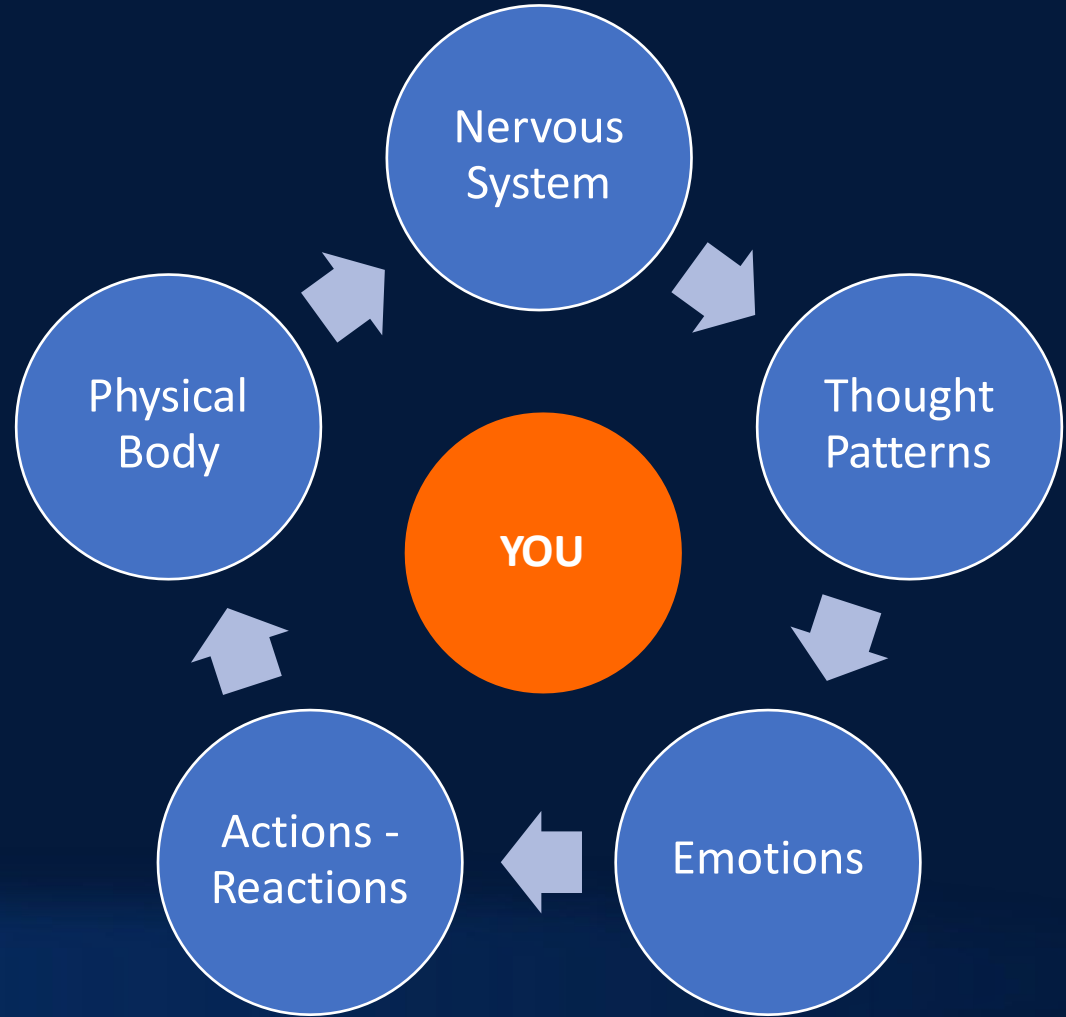 Nervous
System
Thought
Patterns
Emotions
Actions -
Reactions
Physical
Body
YOU